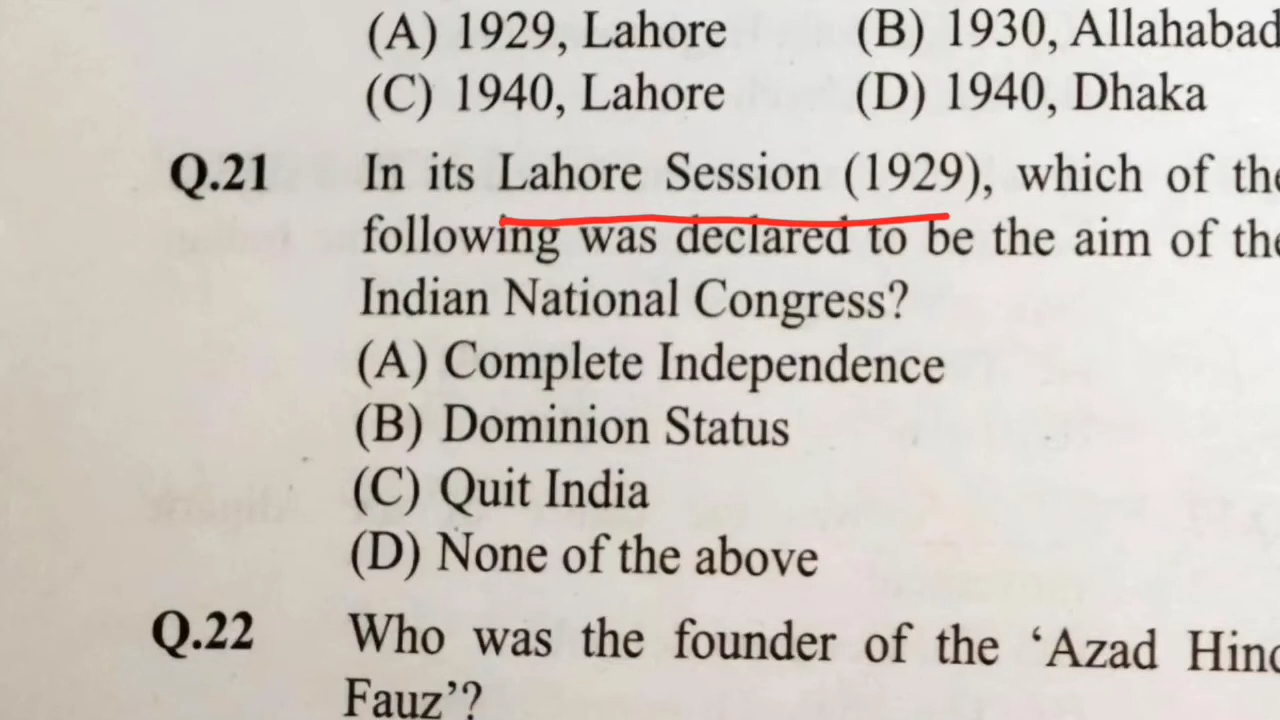 (A) 1929, Lahore (B) 1930, Allahabad
(C) 1940, Lahore (D) 1940, Dhaka
Q.21 In its Lahore Session (1929), which of the
following was declared to be the aim of the
Indian National Congress?
(A) Complete Independence
(B) Dominion Status
(C) Quit India
(D) None of the above
Q.22 Who was the founder of the ‘Azad Hind
Fauz’?